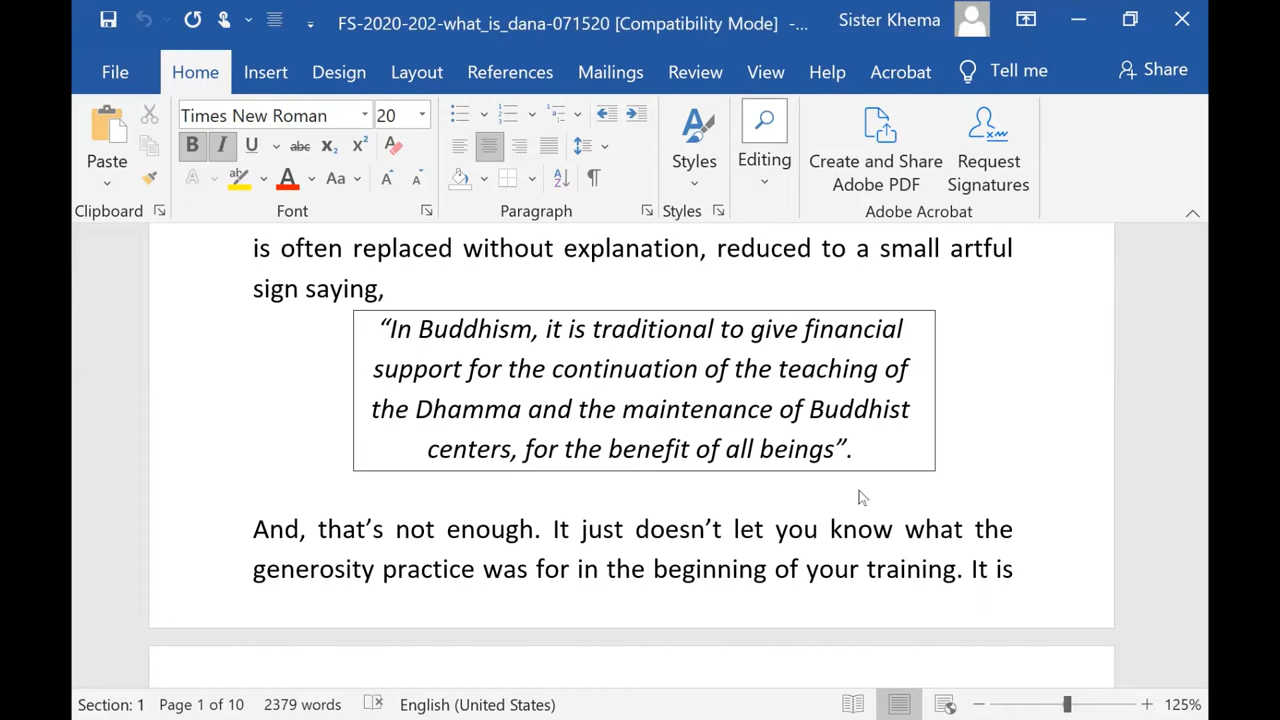 FS-2020-202-what_is_dana-071520 [Compatibility Mode] -... Sister Khema
File Home Insert Design Layout References Mailings Review View Help Acrobat Tell me Share
Times New Roman 20
Paste Styles Editing Create and Share Adobe PDF Request Signatures
Clipboard Font Paragraph Styles Adobe Acrobat
is often replaced without explanation, reduced to a small artful
sign saying,
“In Buddhism, it is traditional to give financial
support for the continuation of the teaching of
the Dhamma and the maintenance of Buddhist
centers, for the benefit of all beings”.
And, that’s not enough. It just doesn’t let you know what the
generosity practice was for in the beginning of your training. It is
Section: 1 Page 1 of 10 2379 words English (United States) 125%